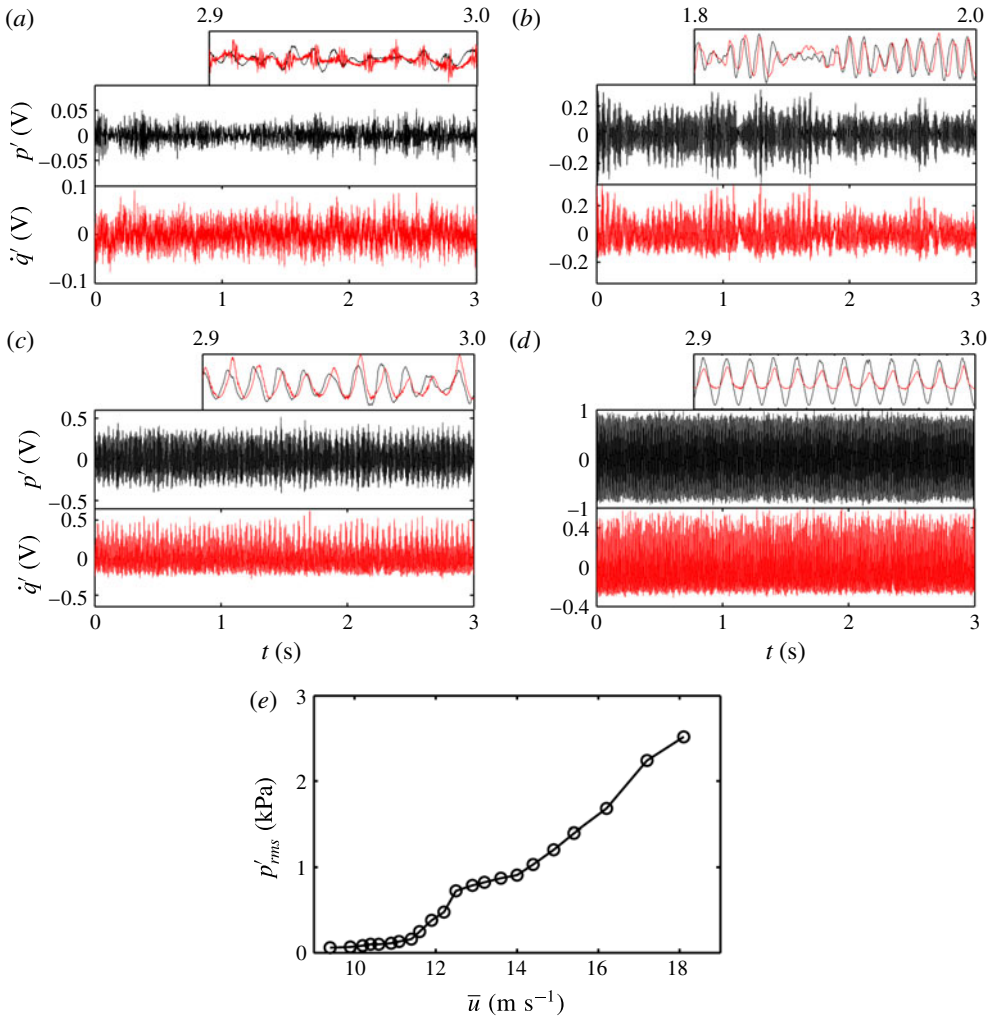 (a) 2.9 3.0
0.05
0
−0.05
p′ (V)
0.1
0
−0.1
q̇′ (V)
0 1 2 3
(b) 1.8 2.0
0.2
0
−0.2
0.2
0
−0.2
0 1 2 3
(c) 2.9 3.0
0.5
0
−0.5
p′ (V)
0.5
0
−0.5
q̇′ (V)
0 1 2 3
t (s)
(d) 2.9 3.0
1
0
−1
0.4
0
−0.4
0 1 2 3
t (s)
(e)
3
2
1
0
p′rms (kPa)
10 12 14 16 18
u̅ (m s⁻¹)